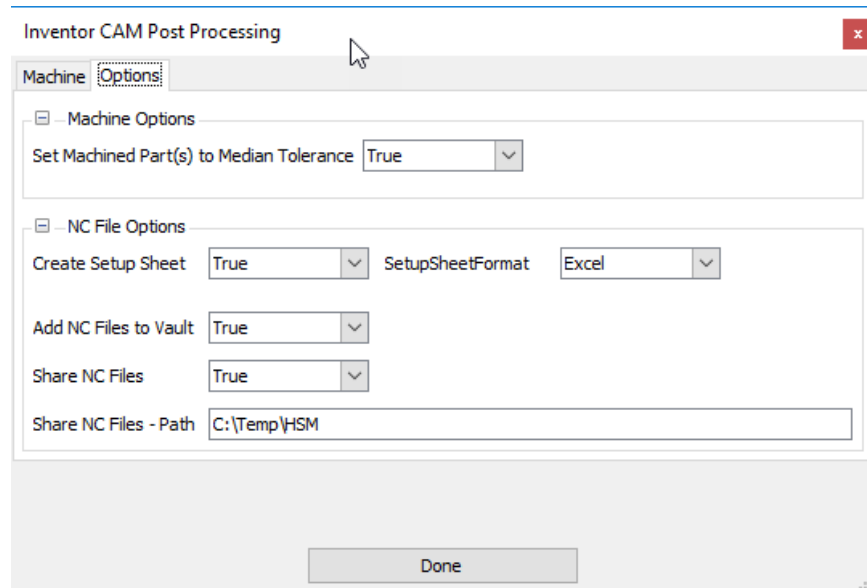 Inventor CAM Post Processing
x
Machine Options
Machine Options
Set Machined Part(s) to Median Tolerance True
NC File Options
Create Setup Sheet True SetupSheetFormat Excel
Add NC Files to Vault True
Share NC Files True
Share NC Files - Path C:\Temp\HSM
Done